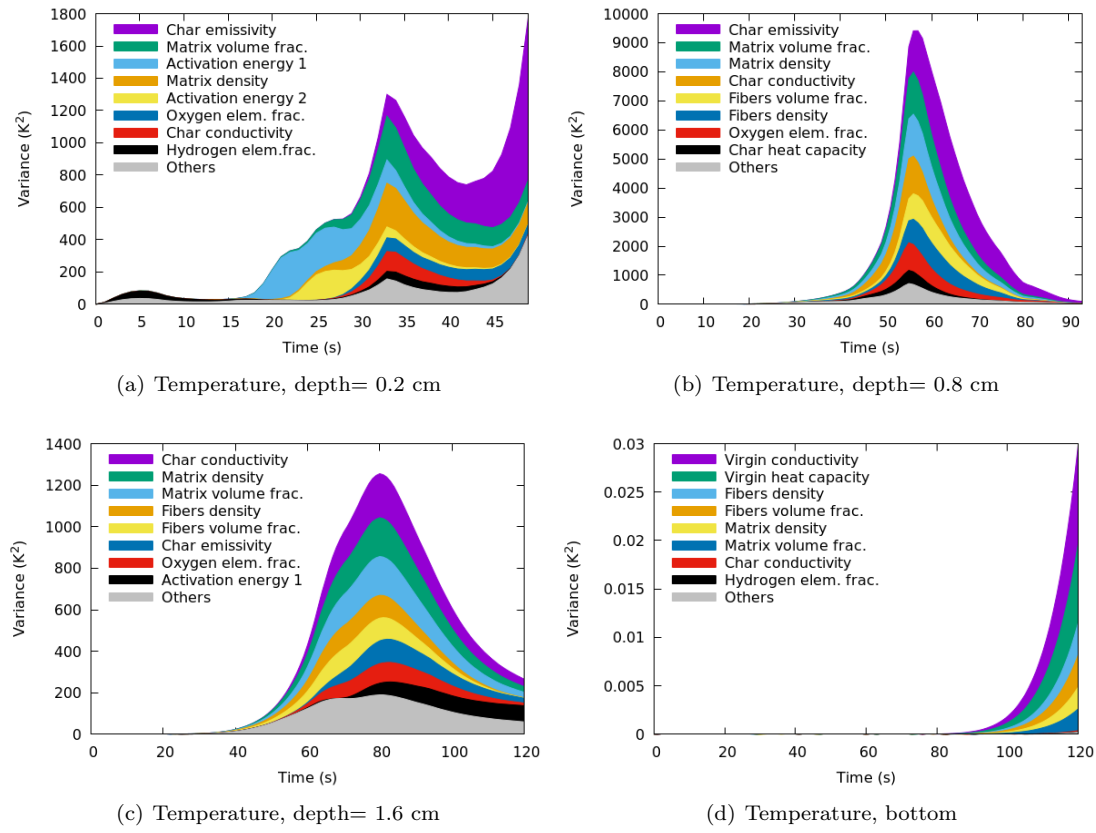 1800
1600
1400
1200
1000
800
600
400
200
0
Variance (K²)
Char emissivity
Matrix volume frac.
Activation energy 1
Matrix density
Activation energy 2
Oxygen elem. frac.
Char conductivity
Hydrogen elem.frac.
Others
0 5 10 15 20 25 30 35 40 45
Time (s)
(a) Temperature, depth= 0.2 cm
10000
9000
8000
7000
6000
5000
4000
3000
2000
1000
0
Variance (K²)
Char emissivity
Matrix volume frac.
Matrix density
Char conductivity
Fibers volume frac.
Fibers density
Oxygen elem. frac.
Char heat capacity
Others
0 10 20 30 40 50 60 70 80 90
Time (s)
(b) Temperature, depth= 0.8 cm
1400
1200
1000
800
600
400
200
0
Variance (K²)
Char conductivity
Matrix density
Matrix volume frac.
Fibers density
Fibers volume frac.
Char emissivity
Oxygen elem. frac.
Activation energy 1
Others
0 20 40 60 80 100 120
Time (s)
(c) Temperature, depth= 1.6 cm
0.03
0.025
0.02
0.015
0.01
0.005
0
Variance (K²)
Virgin conductivity
Virgin heat capacity
Fibers density
Fibers volume frac.
Matrix density
Matrix volume frac.
Char conductivity
Hydrogen elem. frac.
Others
0 20 40 60 80 100 120
Time (s)
(d) Temperature, bottom